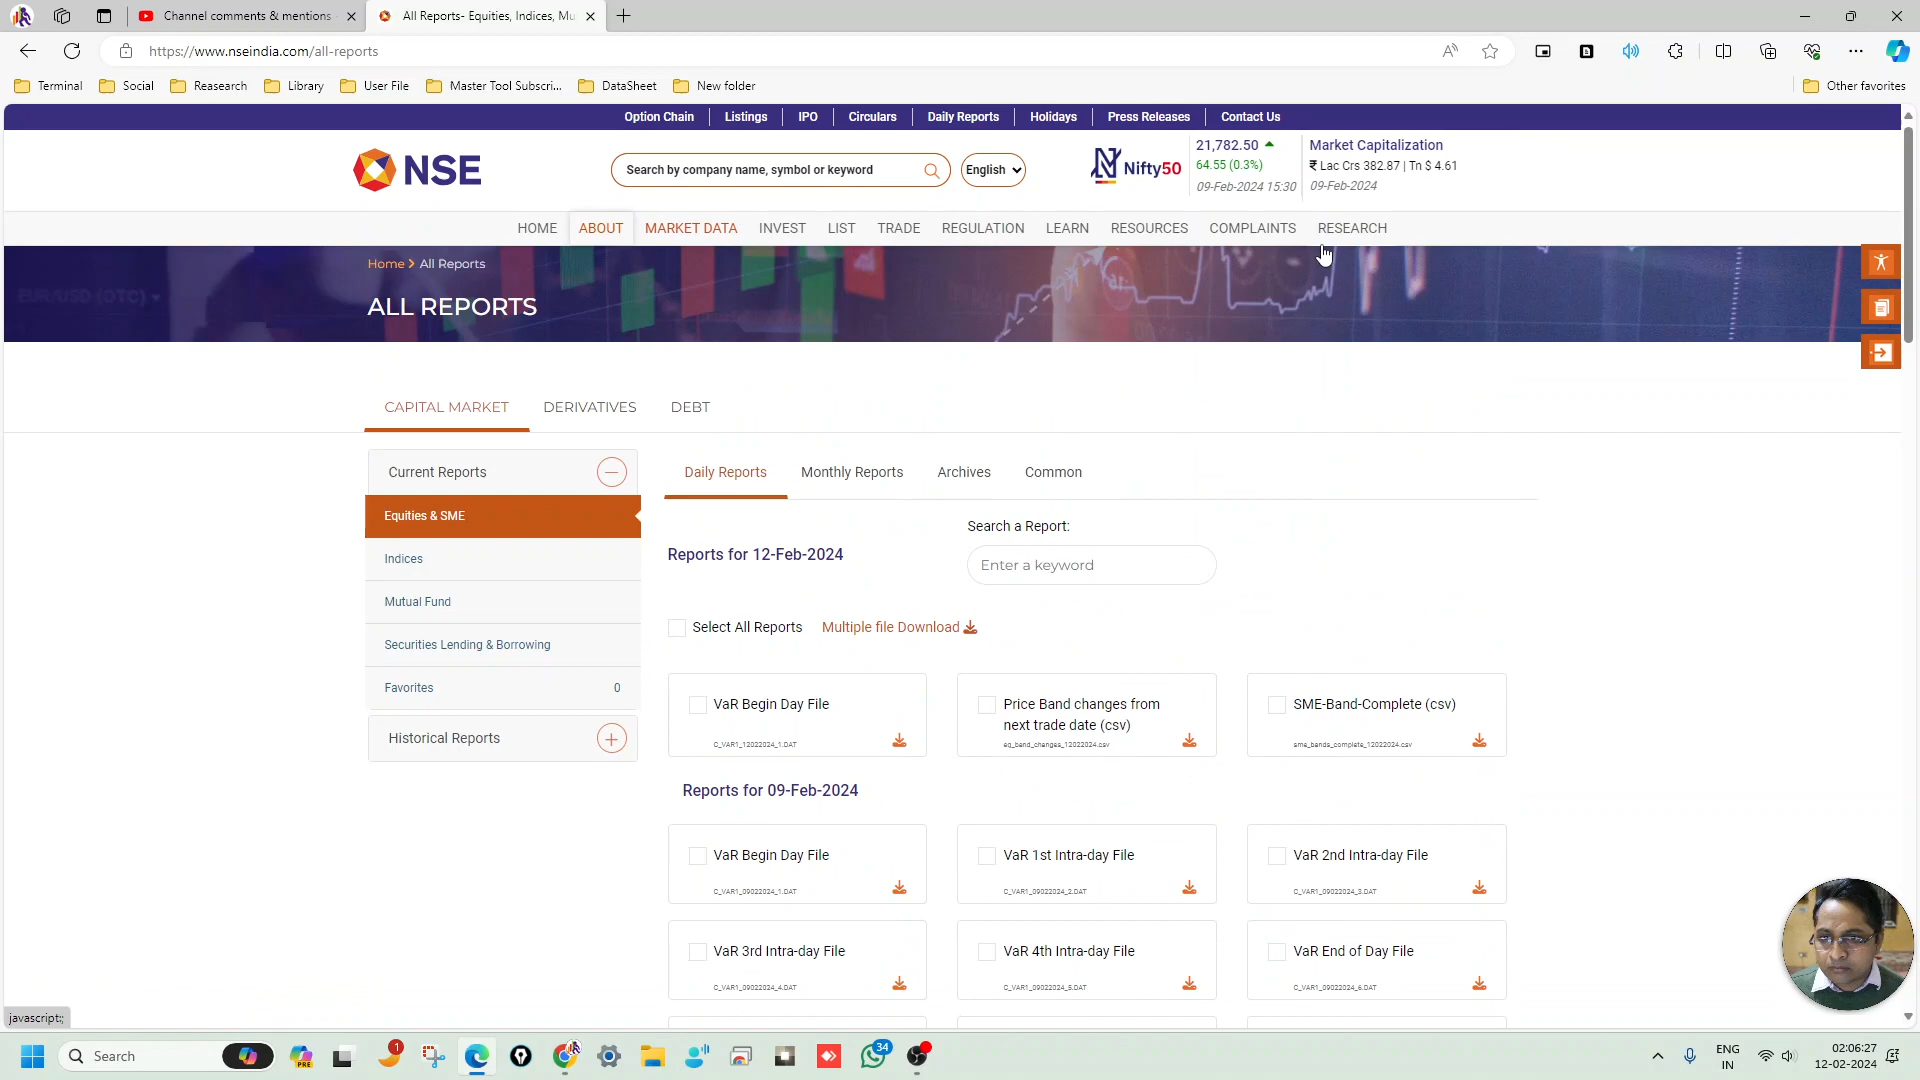 Channel comments & mentions
All Reports- Equities, Indices, Mu
https://www.nseindia.com/all-reports
Terminal
Social
Reasearch
Library
User File
Master Tool Subscri...
DataSheet
New folder
Other favorites
Option Chain
Listings
IPO
Circulars
Daily Reports
Holidays
Press Releases
Contact Us
NSE
Search by company name, symbol or keyword
English
Nifty50
21,782.50
64.55 (0.3%)
09-Feb-2024 15:30
Market Capitalization
₹ Lac Crs 382.87 | Tn $ 4.61
09-Feb-2024
HOME
ABOUT
MARKET DATA
INVEST
LIST
TRADE
REGULATION
LEARN
RESOURCES
COMPLAINTS
RESEARCH
Home > All Reports
EUR/USD (OTC)
ALL REPORTS
CAPITAL MARKET
DERIVATIVES
DEBT
Current Reports
Equities & SME
Indices
Mutual Fund
Securities Lending & Borrowing
Favorites 0
Historical Reports
Daily Reports
Monthly Reports
Archives
Common
Search a Report:
Reports for 12-Feb-2024
Enter a keyword
Select All Reports
Multiple file Download
VaR Begin Day File
C_VAR1_12022024_1.DAT
Price Band changes from
next trade date (csv)
eq_band_changes_12022024.csv
SME-Band-Complete (csv)
sme_bands_complete_12022024.csv
Reports for 09-Feb-2024
VaR Begin Day File
C_VAR1_09022024_1.DAT
VaR 1st Intra-day File
C_VAR1_09022024_2.DAT
VaR 2nd Intra-day File
C_VAR1_09022024_3.DAT
VaR 3rd Intra-day File
C_VAR1_09022024_4.DAT
VaR 4th Intra-day File
C_VAR1_09022024_5.DAT
VaR End of Day File
C_VAR1_09022024_6.DAT
javascript:;
Search
PRE
1
34
ENG
IN
02:06:27
12-02-2024